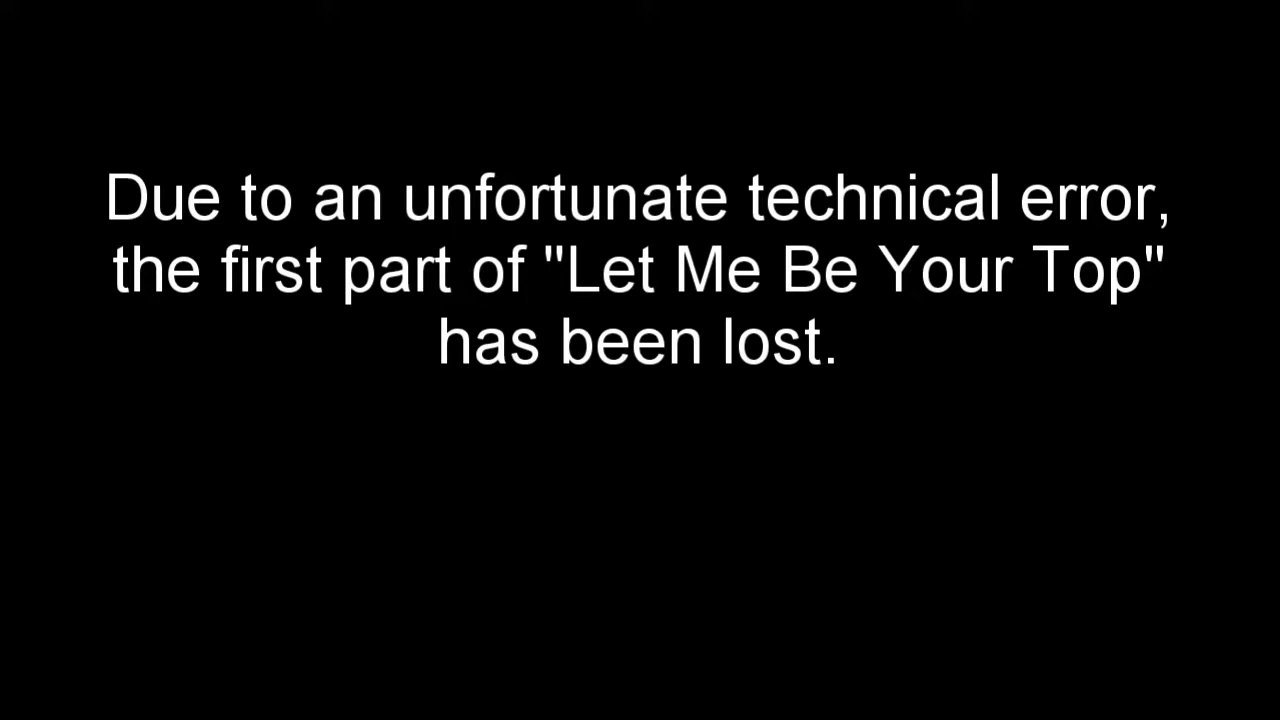 Due to an unfortunate technical error,
the first part of "Let Me Be Your Top"
has been lost.